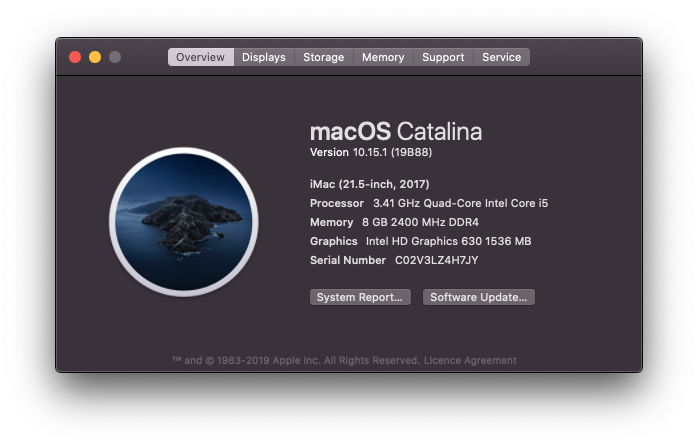 Overview Displays Storage Memory Support Service
macOS Catalina
Version 10.15.1 (19B88)
iMac (21.5-inch, 2017)
Processor 3.41 GHz Quad-Core Intel Core i5
Memory 8 GB 2400 MHz DDR4
Graphics Intel HD Graphics 630 1536 MB
Serial Number C02V3LZ4H7JY
System Report... Software Update...
™ and © 1983-2019 Apple Inc. All Rights Reserved. Licence Agreement